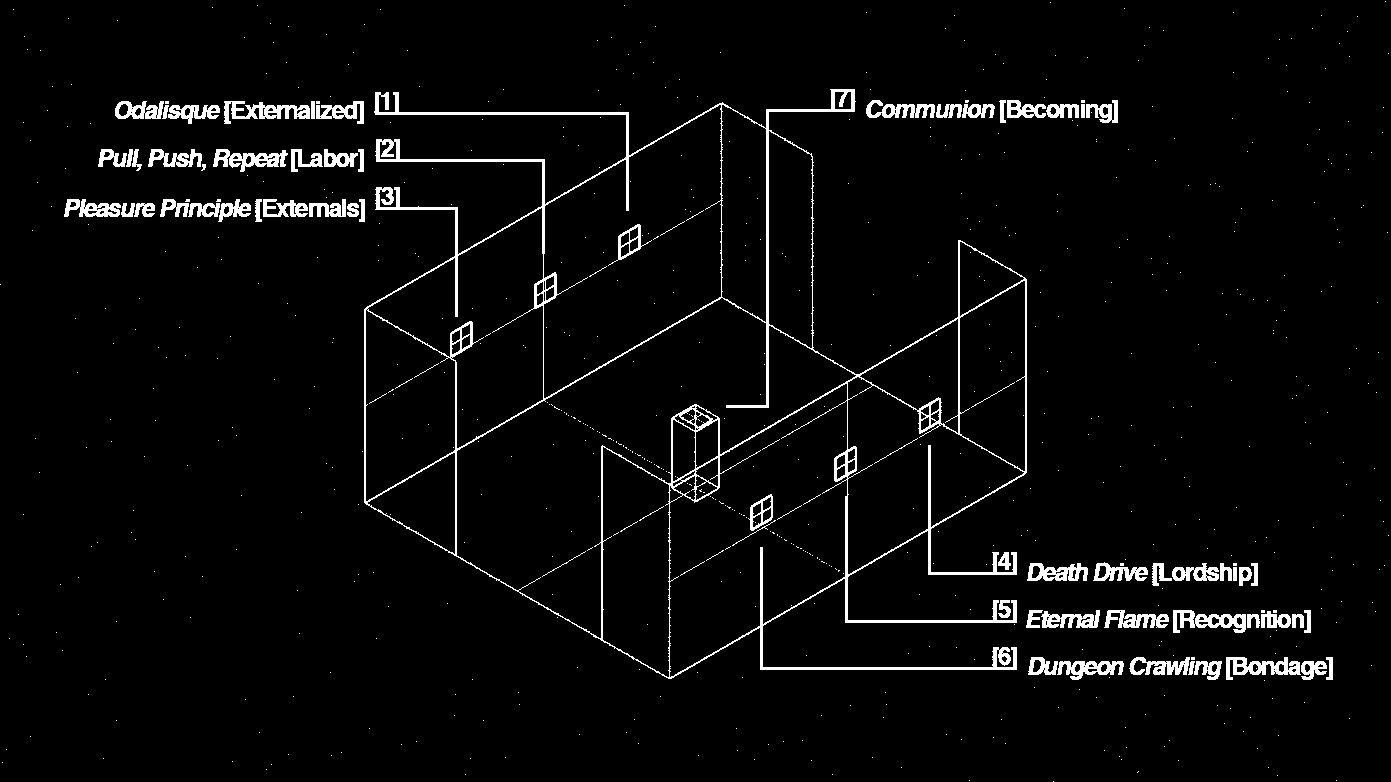 Odalisque [Externalized] [1]
Pull, Push, Repeat [Labor] [2]
Pleasure Principle [Externals] [3]
[7] Communion [Becoming]
[4] Death Drive [Lordship]
[5] Eternal Flame [Recognition]
[6] Dungeon Crawling [Bondage]